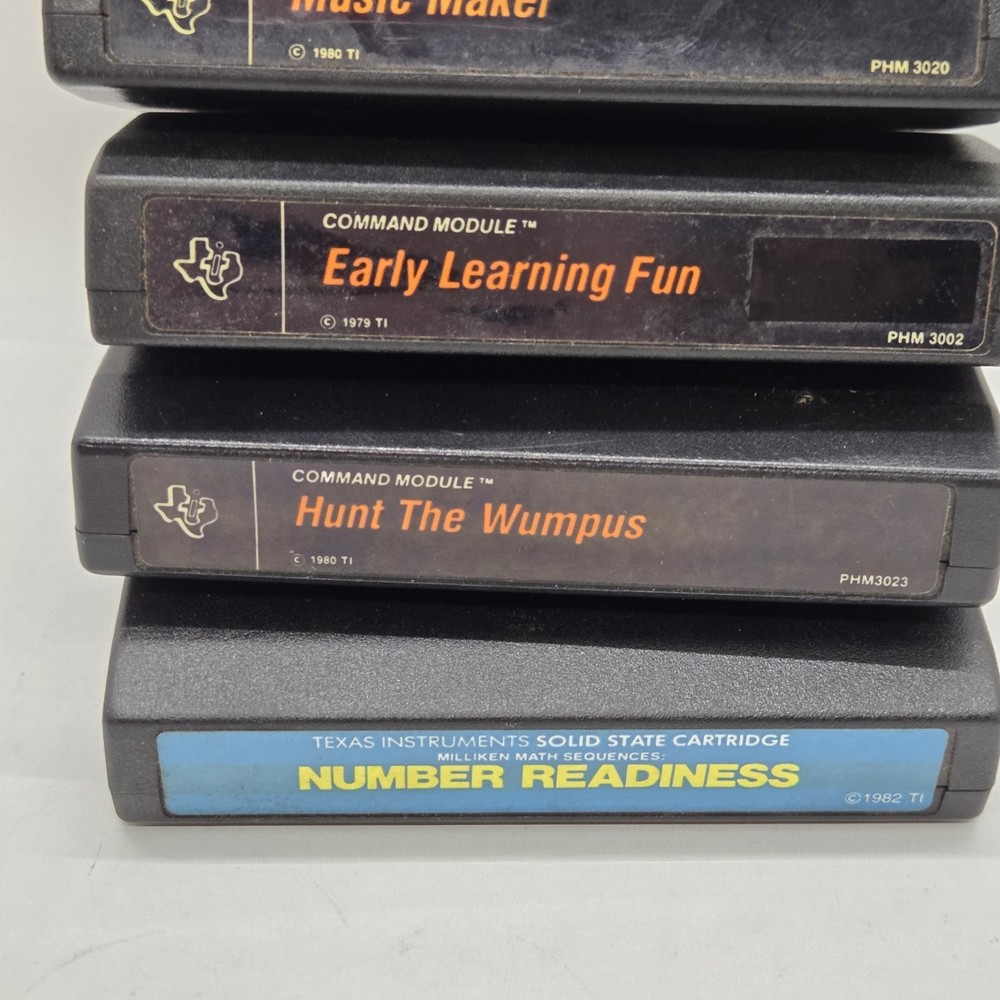 Music Maker
© 1980 TI
PHM 3020
COMMAND MODULE™
Early Learning Fun
© 1979 TI
PHM 3002
COMMAND MODULE™
Hunt The Wumpus
© 1980 TI
PHM3023
TEXAS INSTRUMENTS SOLID STATE CARTRIDGE
MILLIKEN MATH SEQUENCES:
NUMBER READINESS
©1982 TI